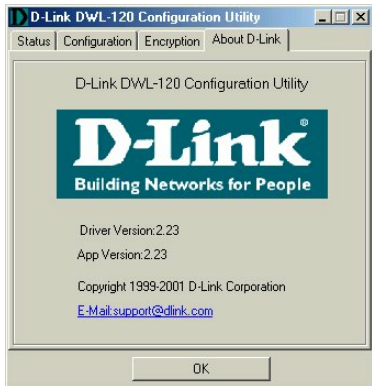 D-Link DWL-120 Configuration Utility
Status Configuration Encryption About D-Link
D-Link DWL-120 Configuration Utility
D-Link®
Building Networks for People
Driver Version:2.23
App Version:2.23
Copyright 1999-2001 D-Link Corporation
E-Mail:support@dlink.com
OK